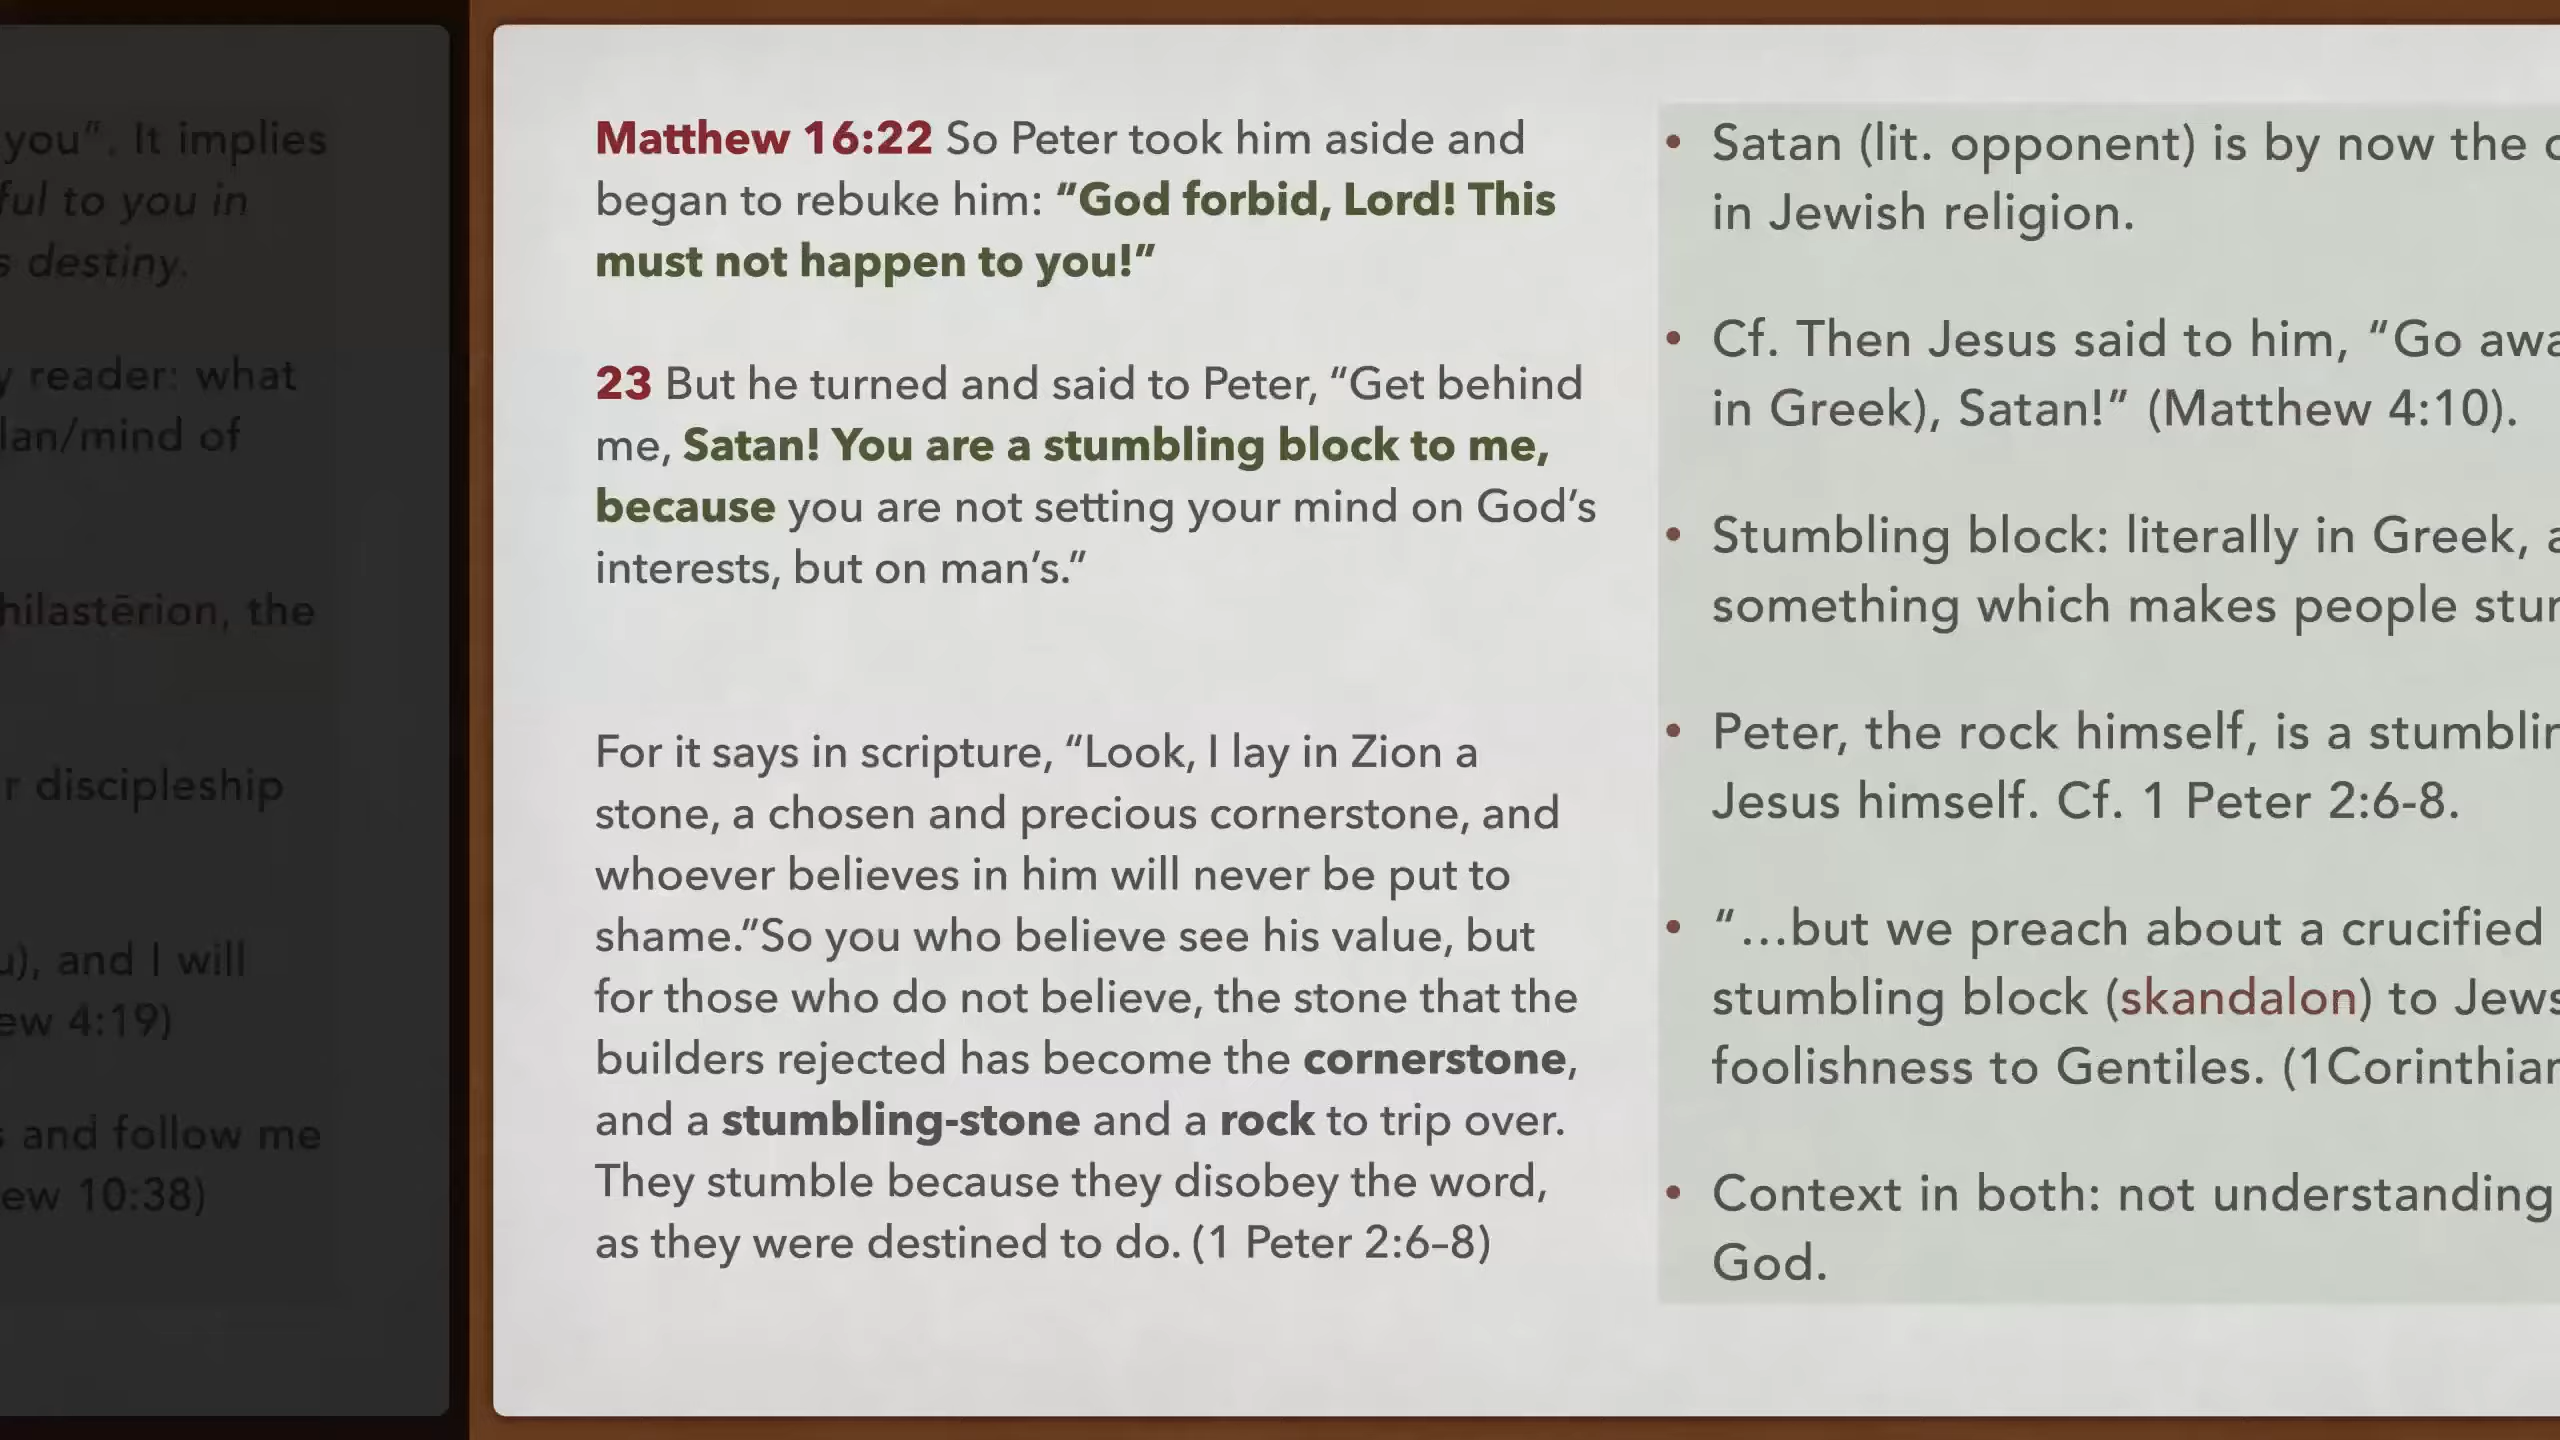 you”. It implies
ful to you in
s destiny.
y reader: what
lan/mind of
hilastērion, the
r discipleship
u), and I will
ew 4:19)
s and follow me
ew 10:38)
Matthew 16:22 So Peter took him aside and
began to rebuke him: “God forbid, Lord! This
must not happen to you!”
23 But he turned and said to Peter, “Get behind
me, Satan! You are a stumbling block to me,
because you are not setting your mind on God’s
interests, but on man’s.”
For it says in scripture, “Look, I lay in Zion a
stone, a chosen and precious cornerstone, and
whoever believes in him will never be put to
shame.”So you who believe see his value, but
for those who do not believe, the stone that the
builders rejected has become the cornerstone,
and a stumbling-stone and a rock to trip over.
They stumble because they disobey the word,
as they were destined to do. (1 Peter 2:6–8)
• Satan (lit. opponent) is by now the
in Jewish religion.
• Cf. Then Jesus said to him, “Go awa
in Greek), Satan!” (Matthew 4:10).
• Stumbling block: literally in Greek, a
something which makes people stu
• Peter, the rock himself, is a stumblin
Jesus himself. Cf. 1 Peter 2:6-8.
• “…but we preach about a crucified
stumbling block (skandalon) to Jews
foolishness to Gentiles. (1Corinthian
• Context in both: not understanding
God.